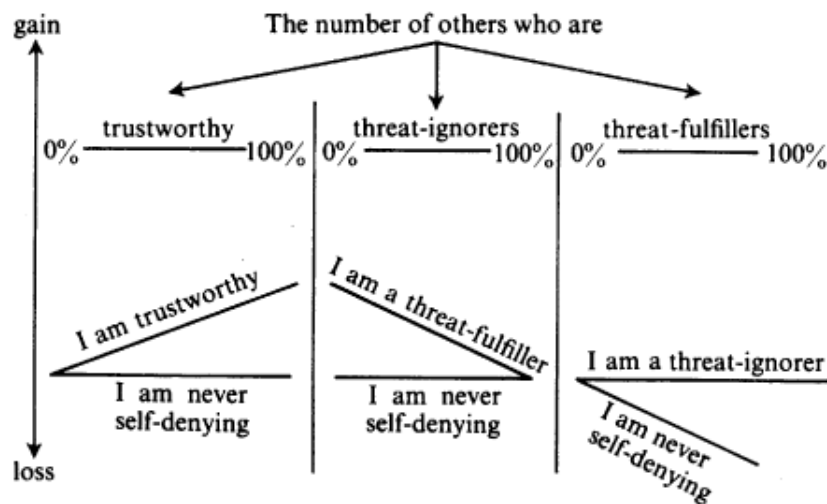 gain
The number of others who are
trustworthy
0% 100%
threat-ignorers
0% 100%
threat-fulfillers
0% 100%
I am trustworthy
I am never
self-denying
I am a threat-fulfiller
I am never
self-denying
I am a threat-ignorer
I am never
self-denying
loss